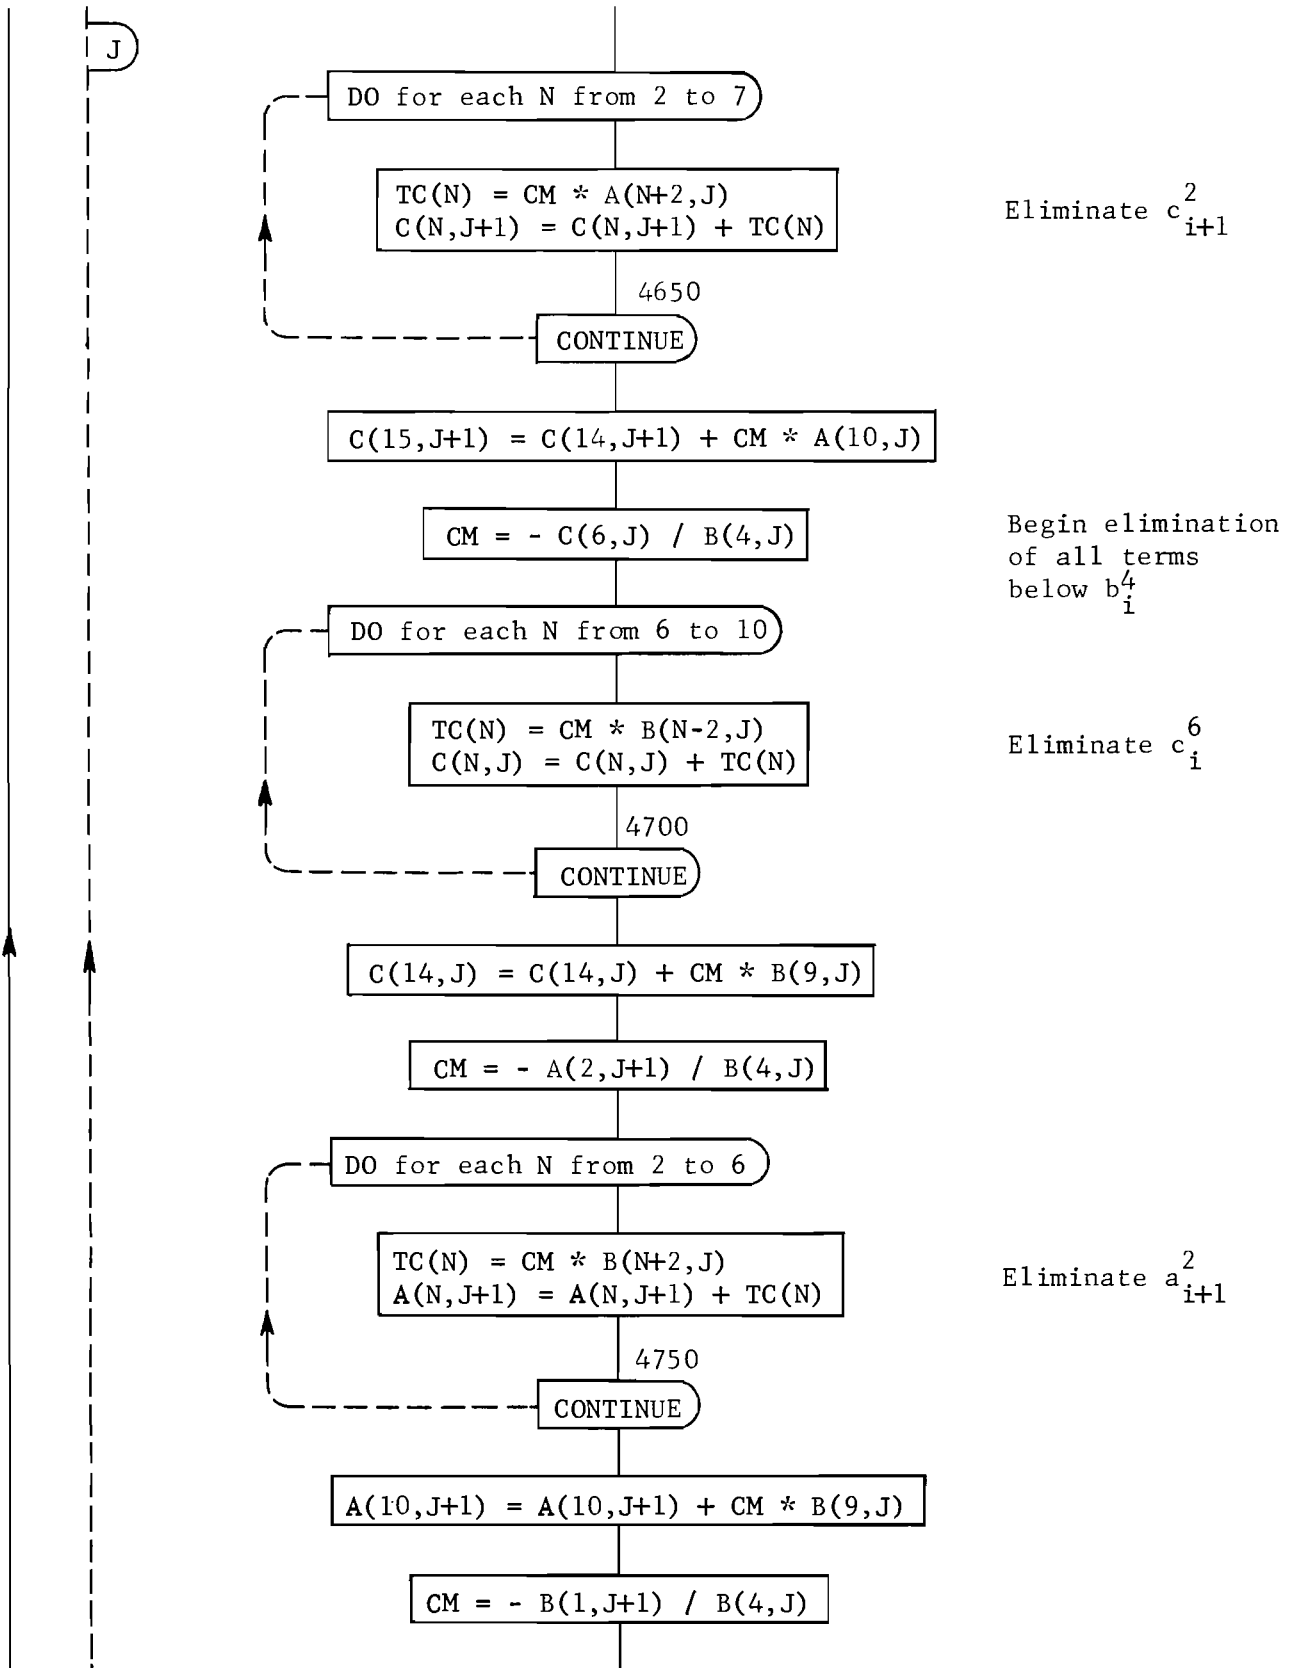 J
DO for each N from 2 to 7
TC(N) = CM * A(N+2,J)
C(N,J+1) = C(N,J+1) + TC(N)
Eliminate c²ᵢ₊₁
4650
CONTINUE
C(15,J+1) = C(14,J+1) + CM * A(10,J)
CM = - C(6,J) / B(4,J)
Begin elimination
of all terms
below b⁴ᵢ
DO for each N from 6 to 10
TC(N) = CM * B(N-2,J)
C(N,J) = C(N,J) + TC(N)
Eliminate c⁶ᵢ
4700
CONTINUE
C(14,J) = C(14,J) + CM * B(9,J)
CM = - A(2,J+1) / B(4,J)
DO for each N from 2 to 6
TC(N) = CM * B(N+2,J)
A(N,J+1) = A(N,J+1) + TC(N)
Eliminate a²ᵢ₊₁
4750
CONTINUE
A(10,J+1) = A(10,J+1) + CM * B(9,J)
CM = - B(1,J+1) / B(4,J)